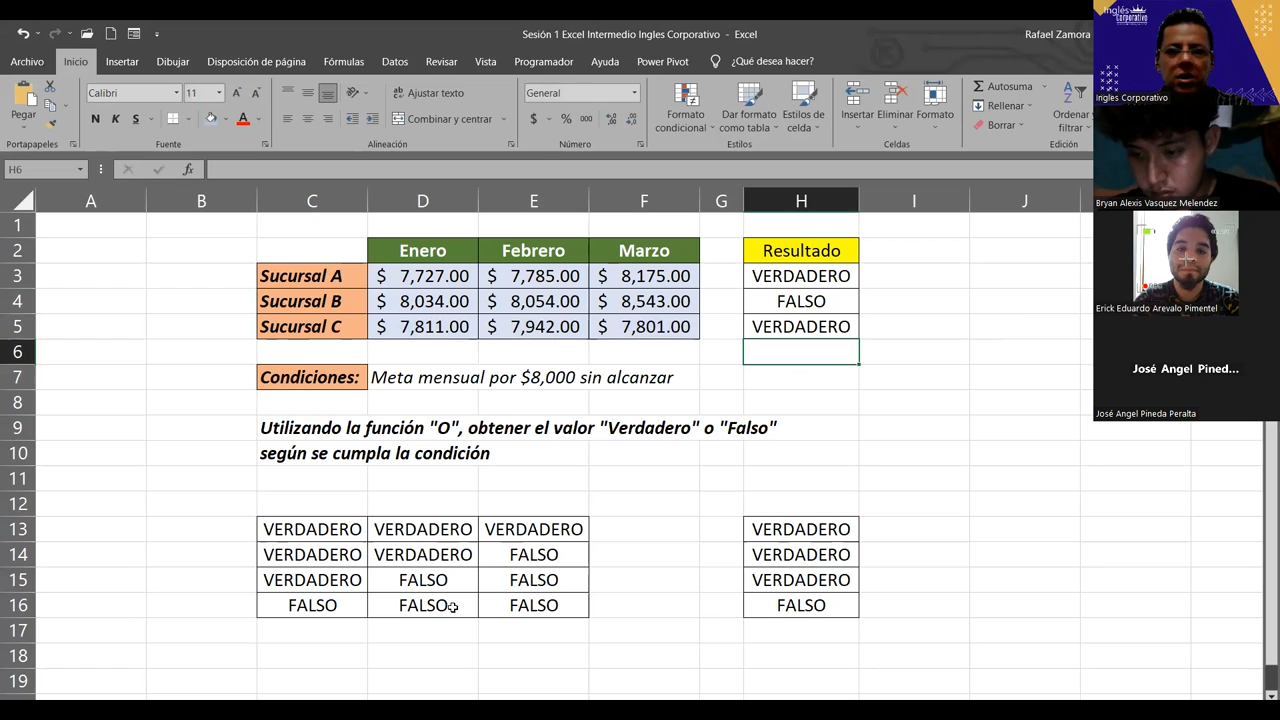 Sesión 1 Excel Intermedio Ingles Corporativo - Excel
Rafael Zamora
Archivo Inicio Insertar Dibujar Disposición de página Fórmulas Datos Revisar Vista Programador Ayuda Power Pivot ¿Qué desea hacer?
Pegar
Calibri 11
N K S
Ajustar texto
Combinar y centrar
General
$ % 000
Formato condicional
Dar formato como tabla
Estilos de celda
Insertar Eliminar Formato
Autosuma
Rellenar
Borrar
Ordenar y filtrar
Portapapeles Fuente Alineación Número Estilos Celdas Edición
H6 fx
A B C D E F G H I J
1
2 Enero Febrero Marzo Resultado
3 Sucursal A $ 7,727.00 $ 7,785.00 $ 8,175.00 VERDADERO
4 Sucursal B $ 8,034.00 $ 8,054.00 $ 8,543.00 FALSO
5 Sucursal C $ 7,811.00 $ 7,942.00 $ 7,801.00 VERDADERO
6
7 Condiciones: Meta mensual por $8,000 sin alcanzar
8
9 Utilizando la función "O", obtener el valor "Verdadero" o "Falso"
10 según se cumpla la condición
11
12
13 VERDADERO VERDADERO VERDADERO VERDADERO
14 VERDADERO VERDADERO FALSO VERDADERO
15 VERDADERO FALSO FALSO VERDADERO
16 FALSO FALSO FALSO FALSO
17
18
19
Inglés
Corporativo
Ingles Corporativo
Bryan Alexis Vasquez Melendez
Erick Eduardo Arevalo Pimentel
José Angel Pined...
José Angel Pineda Peralta